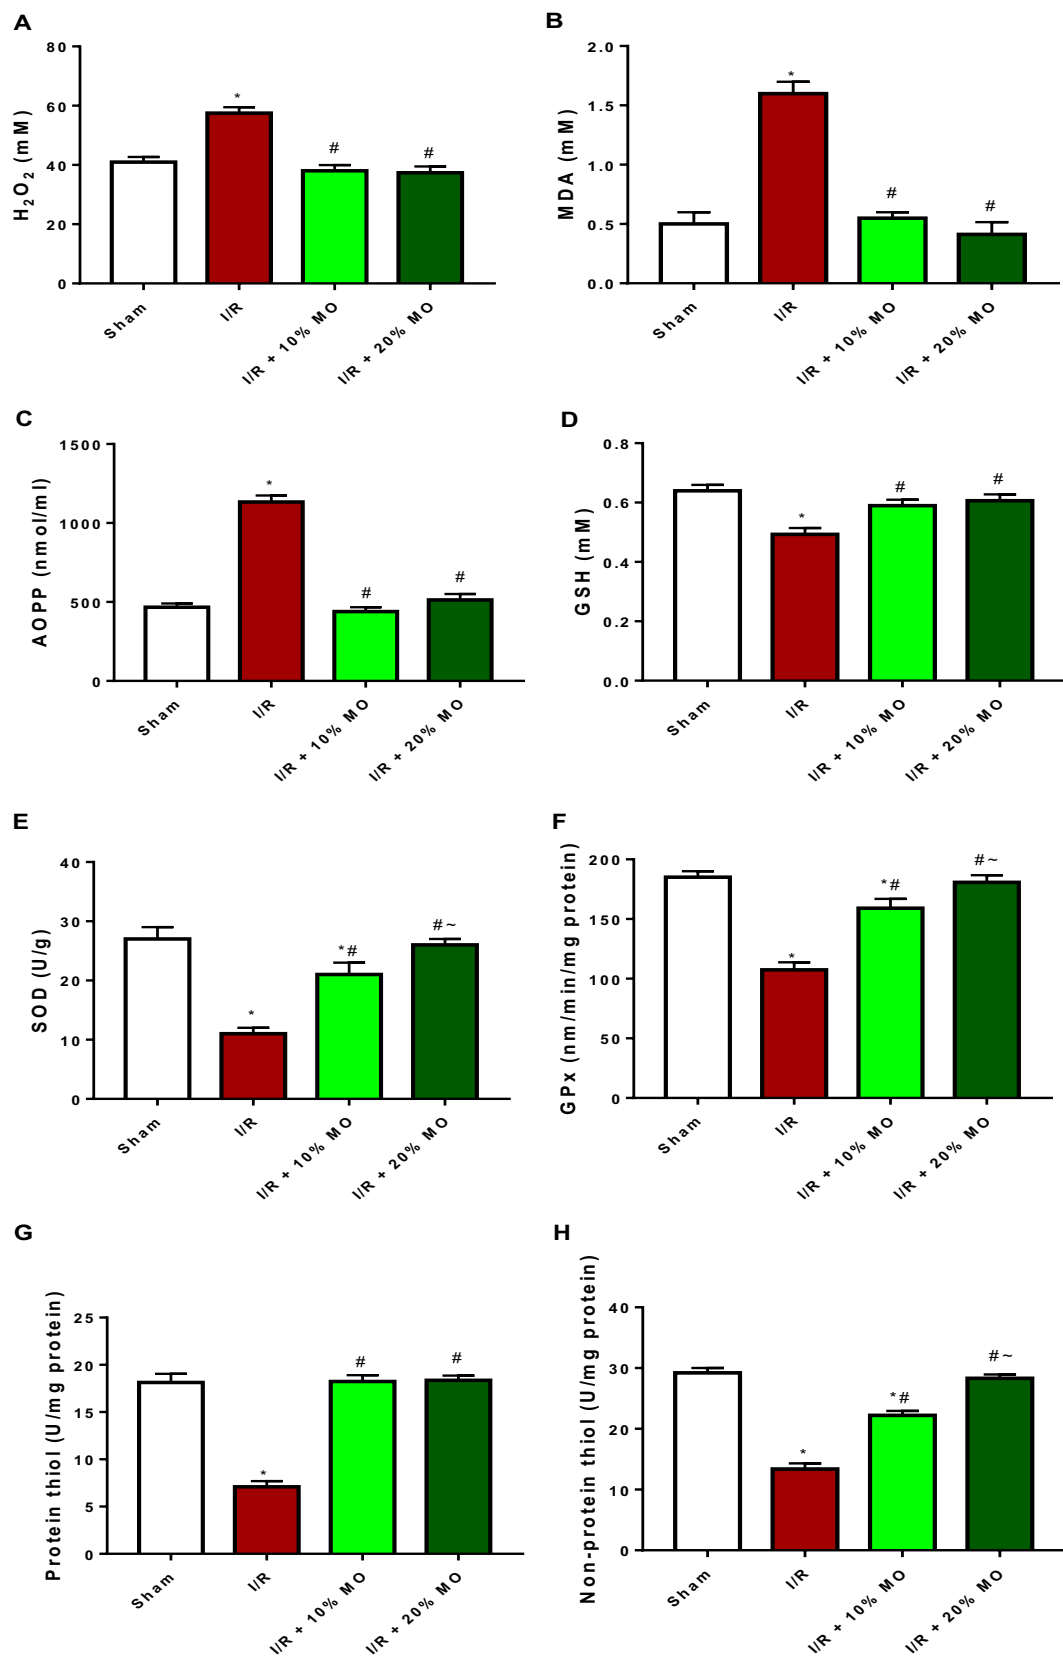 A
H₂O₂ (mM)
80
60
40
20
0
*
#
#
Sham
I/R
I/R + 10% MO
I/R + 20% MO
B
MDA (mM)
2.0
1.5
1.0
0.5
0.0
*
#
#
Sham
I/R
I/R + 10% MO
I/R + 20% MO
C
AOPP (nmol/ml)
1500
1000
500
0
*
#
#
Sham
I/R
I/R + 10% MO
I/R + 20% MO
D
GSH (mM)
0.8
0.6
0.4
0.2
0.0
*
#
#
Sham
I/R
I/R + 10% MO
I/R + 20% MO
E
SOD (U/g)
40
30
20
10
0
*
*#
#~
Sham
I/R
I/R + 10% MO
I/R + 20% MO
F
GPx (nm/min/mg protein)
200
150
100
50
0
*
*#
#~
Sham
I/R
I/R + 10% MO
I/R + 20% MO
G
Protein thiol (U/mg protein)
25
20
15
10
5
0
*
#
#
Sham
I/R
I/R + 10% MO
I/R + 20% MO
H
Non-protein thiol (U/mg protein)
40
30
20
10
0
*
*#
#~
Sham
I/R
I/R + 10% MO
I/R + 20% MO